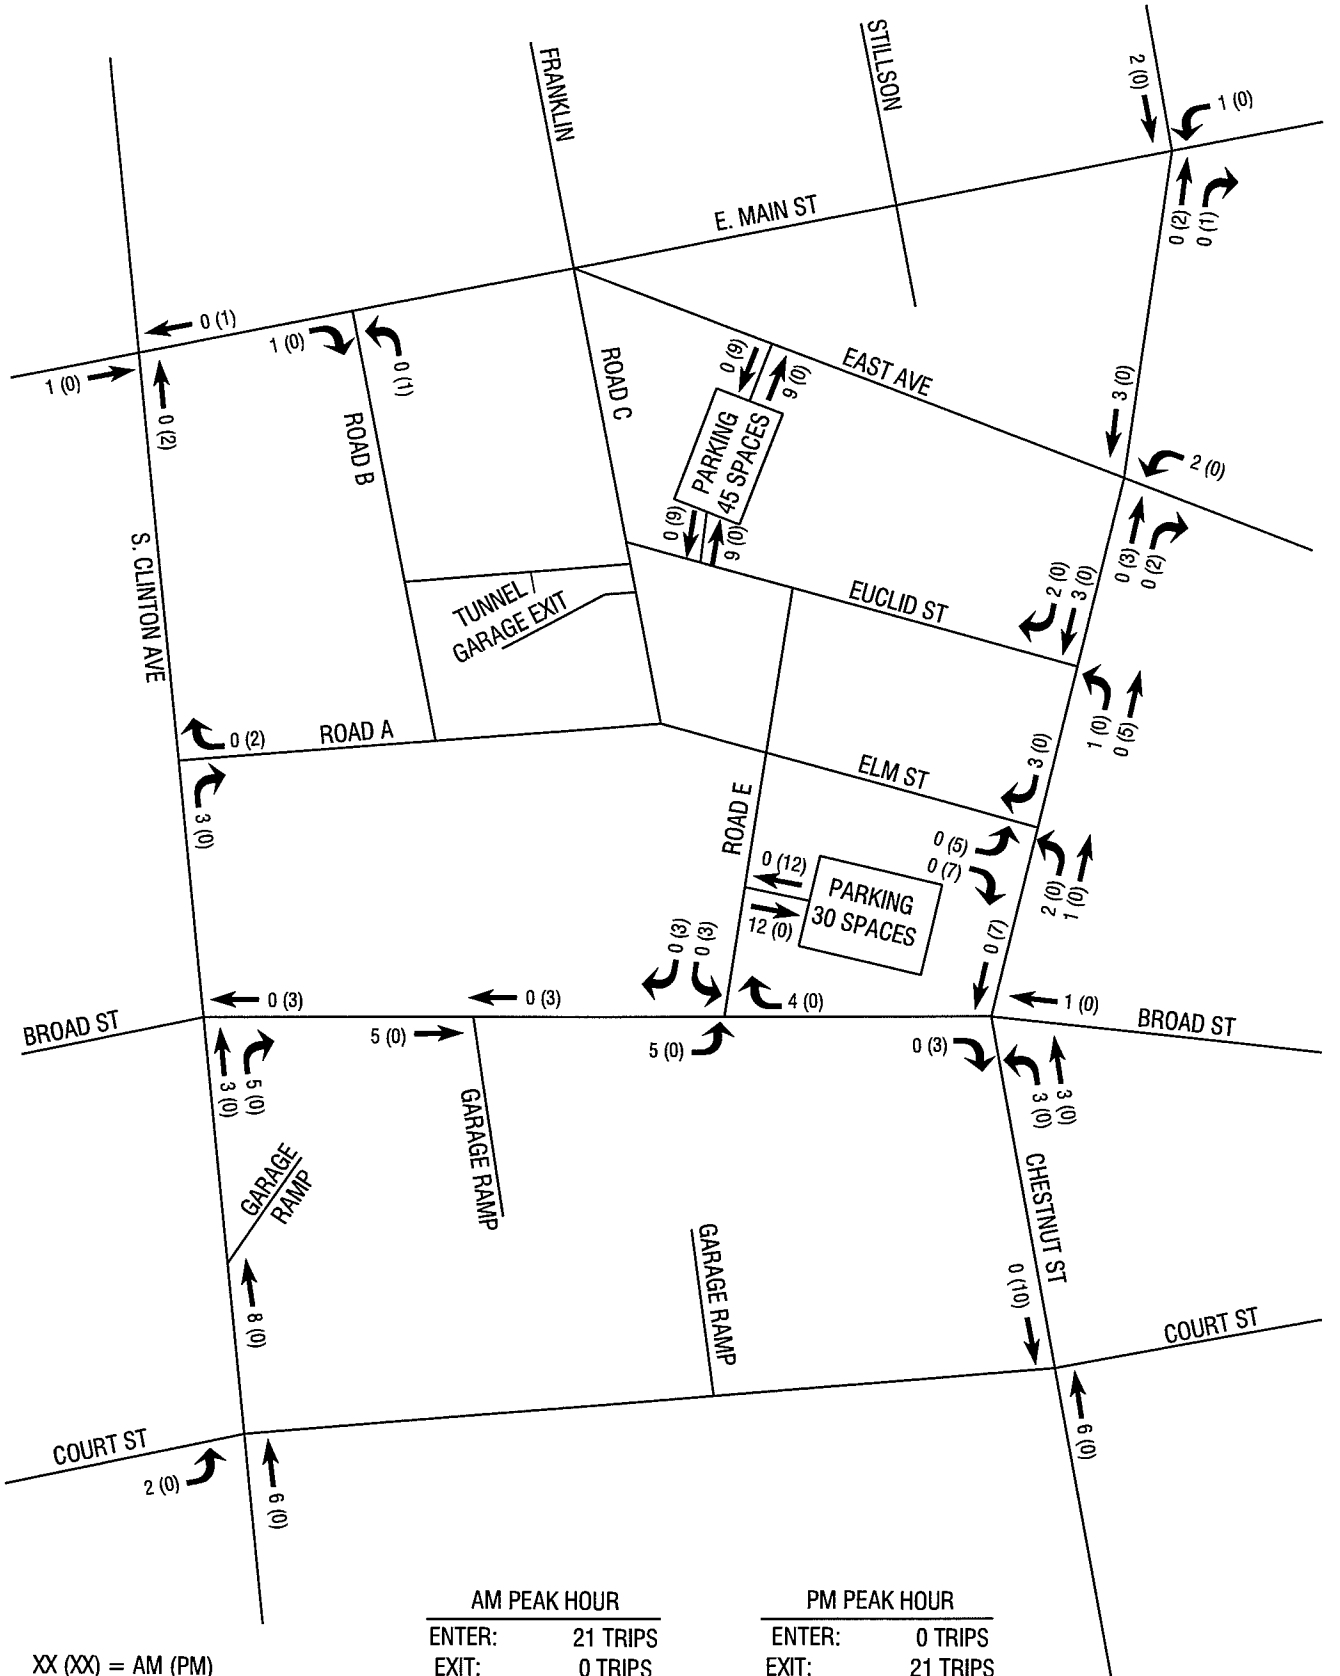 FRANKLIN
STILLSON
2 (0)
1 (0)
E. MAIN ST
0 (2)
0 (1)
0 (1)
1 (0)
1 (0)
0 (1)
0 (2)
ROAD B
ROAD C
0 (9)
9 (0)
EAST AVE
3 (0)
PARKING
45 SPACES
2 (0)
0 (9)
9 (0)
0 (3)
0 (2)
S. CLINTON AVE
TUNNEL
GARAGE EXIT
EUCLID ST
2 (0)
3 (0)
1 (0)
0 (5)
0 (2)
ROAD A
3 (0)
ELM ST
3 (0)
ROAD E
0 (5)
0 (7)
2 (0)
1 (0)
0 (12)
12 (0)
PARKING
30 SPACES
0 (3)
0 (3)
0 (7)
BROAD ST
0 (3)
0 (3)
4 (0)
1 (0)
BROAD ST
5 (0)
5 (0)
0 (3)
3 (0)
5 (0)
3 (0)
3 (0)
GARAGE
RAMP
GARAGE RAMP
CHESTNUT ST
GARAGE RAMP
8 (0)
0 (10)
COURT ST
COURT ST
2 (0)
6 (0)
6 (0)
AM PEAK HOUR
PM PEAK HOUR
ENTER: 21 TRIPS
ENTER: 0 TRIPS
XX (XX) = AM (PM)
EXIT: 0 TRIPS
EXIT: 21 TRIPS